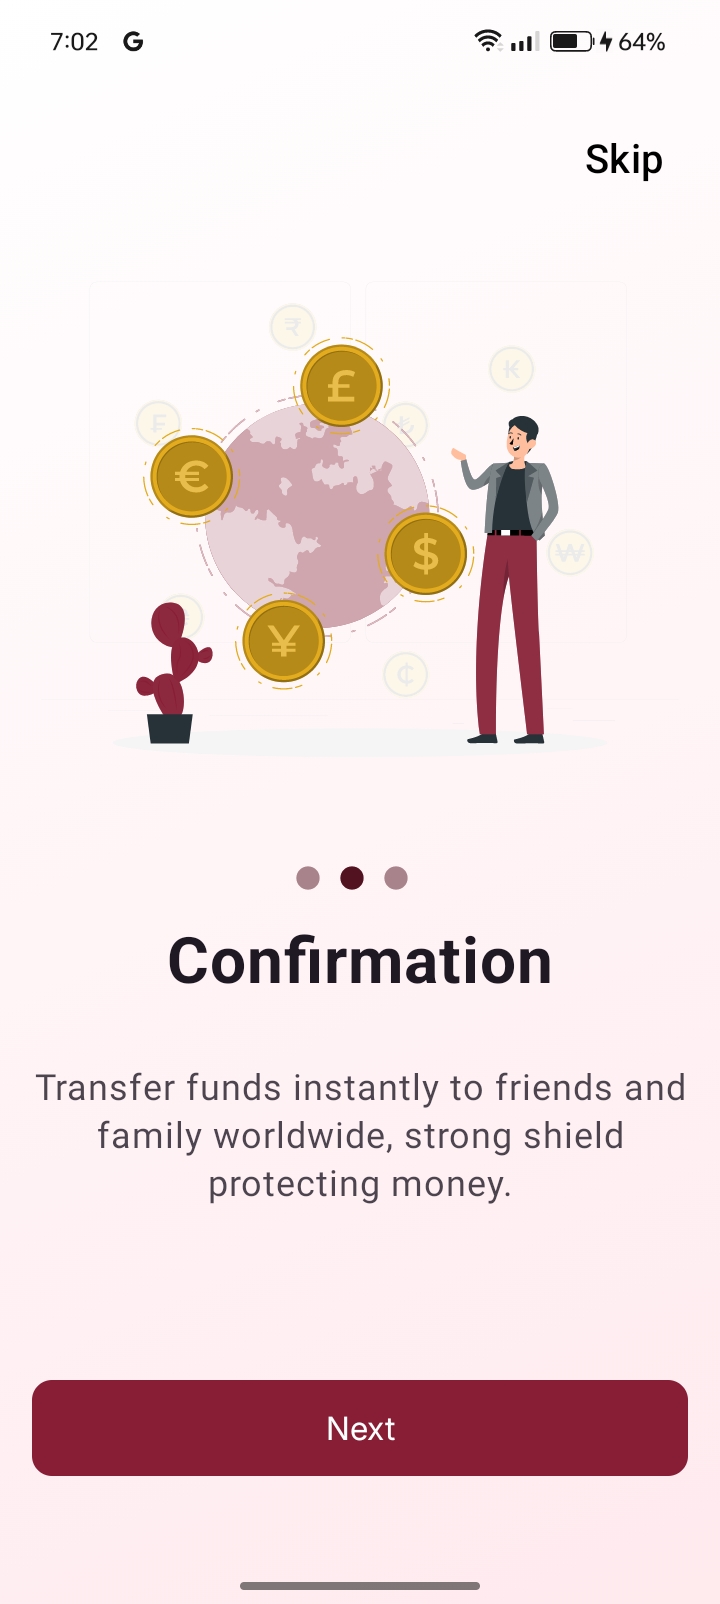 7:02 G 64%
Skip
₹
£
₭
€
$
₩
¥
₵
Confirmation
Transfer funds instantly to friends and
family worldwide, strong shield
protecting money.
Next